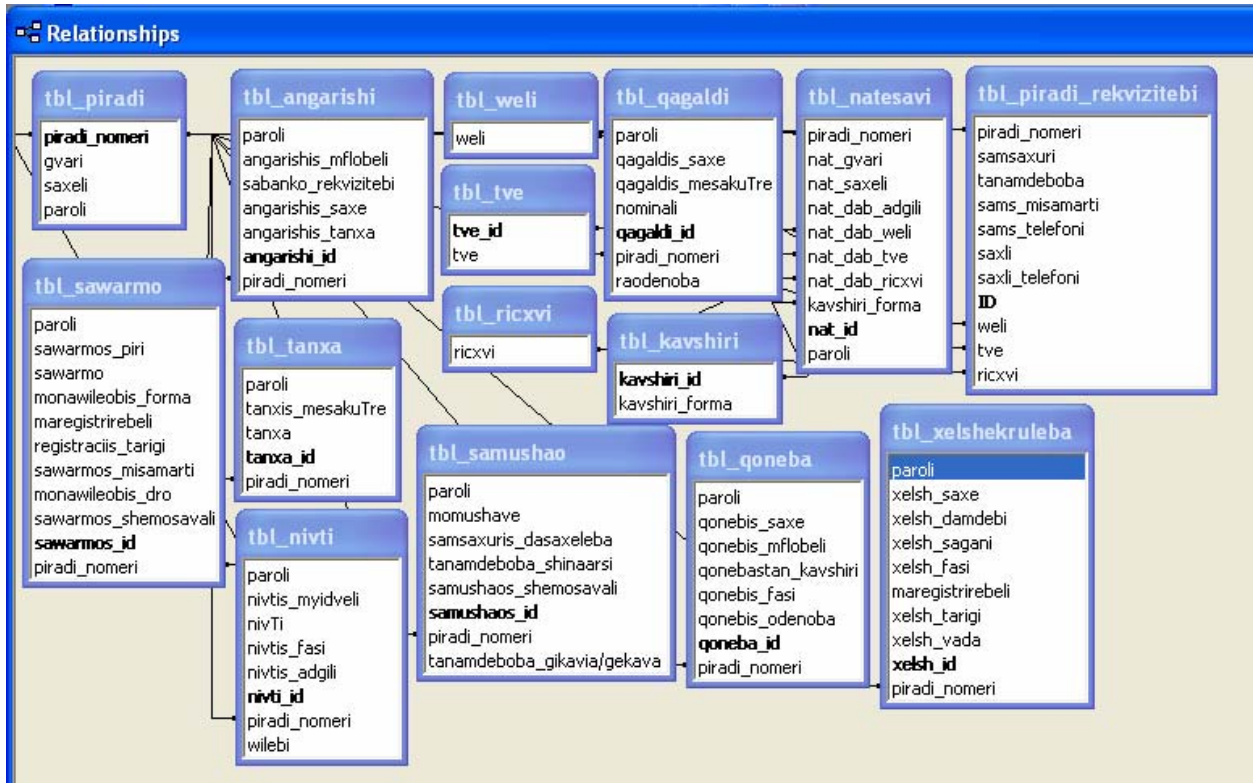 Relationships
tbl_piradi
piradi_nomeri
gvari
saxeli
paroli
tbl_angarishi
paroli
angarishis_mflobeli
sabanko_rekvizitebi
angarishis_saxe
angarishis_tanxa
angarishi_id
piradi_nomeri
tbl_weli
weli
tbl_tve
tve_id
tve
tbl_ricxvi
ricxvi
tbl_qagaldi
paroli
qagaldis_saxe
qagaldis_mesakuTre
nominali
qagaldi_id
piradi_nomeri
raodenoba
tbl_natesavi
piradi_nomeri
nat_gvari
nat_saxeli
nat_dab_adgili
nat_dab_weli
nat_dab_tve
nat_dab_ricxvi
kavshiri_forma
nat_id
paroli
tbl_piradi_rekvizitebi
piradi_nomeri
samsaxuri
tanamdeboba
sams_misamarti
sams_telefoni
saxli
saxli_telefoni
ID
weli
tve
ricxvi
tbl_sawarmo
paroli
sawarmos_piri
sawarmo
monawileobis_forma
maregistrirebeli
registraciis_tarigi
sawarmos_misamarti
monawileobis_dro
sawarmos_shemosavali
sawarmos_id
piradi_nomeri
tbl_tanxa
paroli
tanxis_mesakuTre
tanxa
tanxa_id
piradi_nomeri
tbl_kavshiri
kavshiri_id
kavshiri_forma
tbl_nivti
paroli
nivtis_myidveli
nivTi
nivtis_fasi
nivtis_adgili
nivti_id
piradi_nomeri
wilebi
tbl_samushao
paroli
momushave
samsaxuris_dasaxeleba
tanamdeboba_shinaarsi
samushaos_shemosavali
samushaos_id
piradi_nomeri
tanamdeboba_gikavia/gekava
tbl_qoneba
paroli
qonebis_saxe
qonebis_mflobeli
qonebastan_kavshiri
qonebis_fasi
qonebis_odenoba
qoneba_id
piradi_nomeri
tbl_xelshekruleba
paroli
xelsh_saxe
xelsh_damdebi
xelsh_sagani
xelsh_fasi
maregistrirebeli
xelsh_tarigi
xelsh_vada
xelsh_id
piradi_nomeri